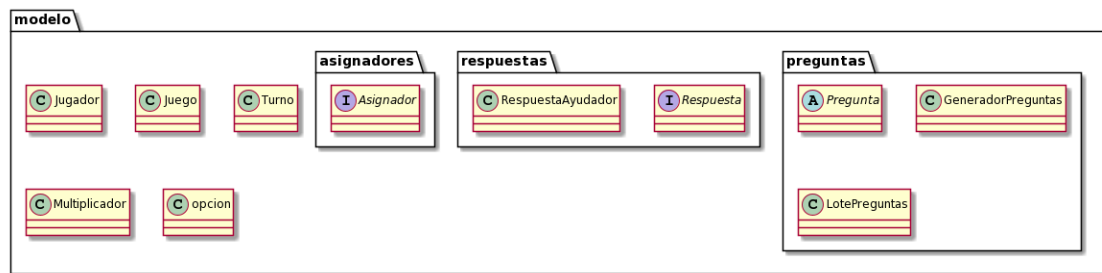 modelo
asignadores
respuestas
preguntas
C Jugador
C Juego
C Turno
I Asignador
C RespuestaAyudador
I Respuesta
A Pregunta
C GeneradorPreguntas
C Multiplicador
C opcion
C LotePreguntas